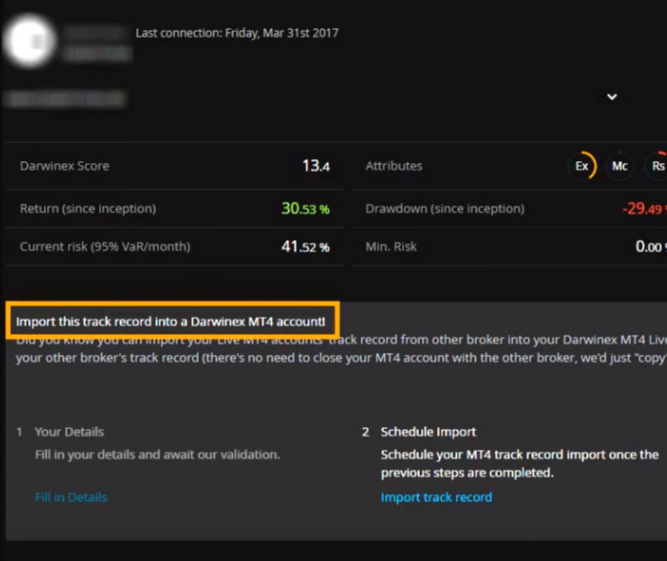 Last connection: Friday, Mar 31st 2017
Darwinex Score 13.4 Attributes Ex Mc Rs
Return (since inception) 30.53 % Drawdown (since inception) -29.49 %
Current risk (95% VaR/month) 41.52 % Min. Risk 0.00
Import this track record into a Darwinex MT4 account!
Did you know you can import your Live MT4 accounts' track record from other broker into your Darwinex MT4 Live
your other broker's track record (there's no need to close your MT4 account with the other broker, we'd just "copy"
1 Your Details
Fill in your details and await our validation.
Fill in Details
2 Schedule Import
Schedule your MT4 track record import once the
previous steps are completed.
Import track record